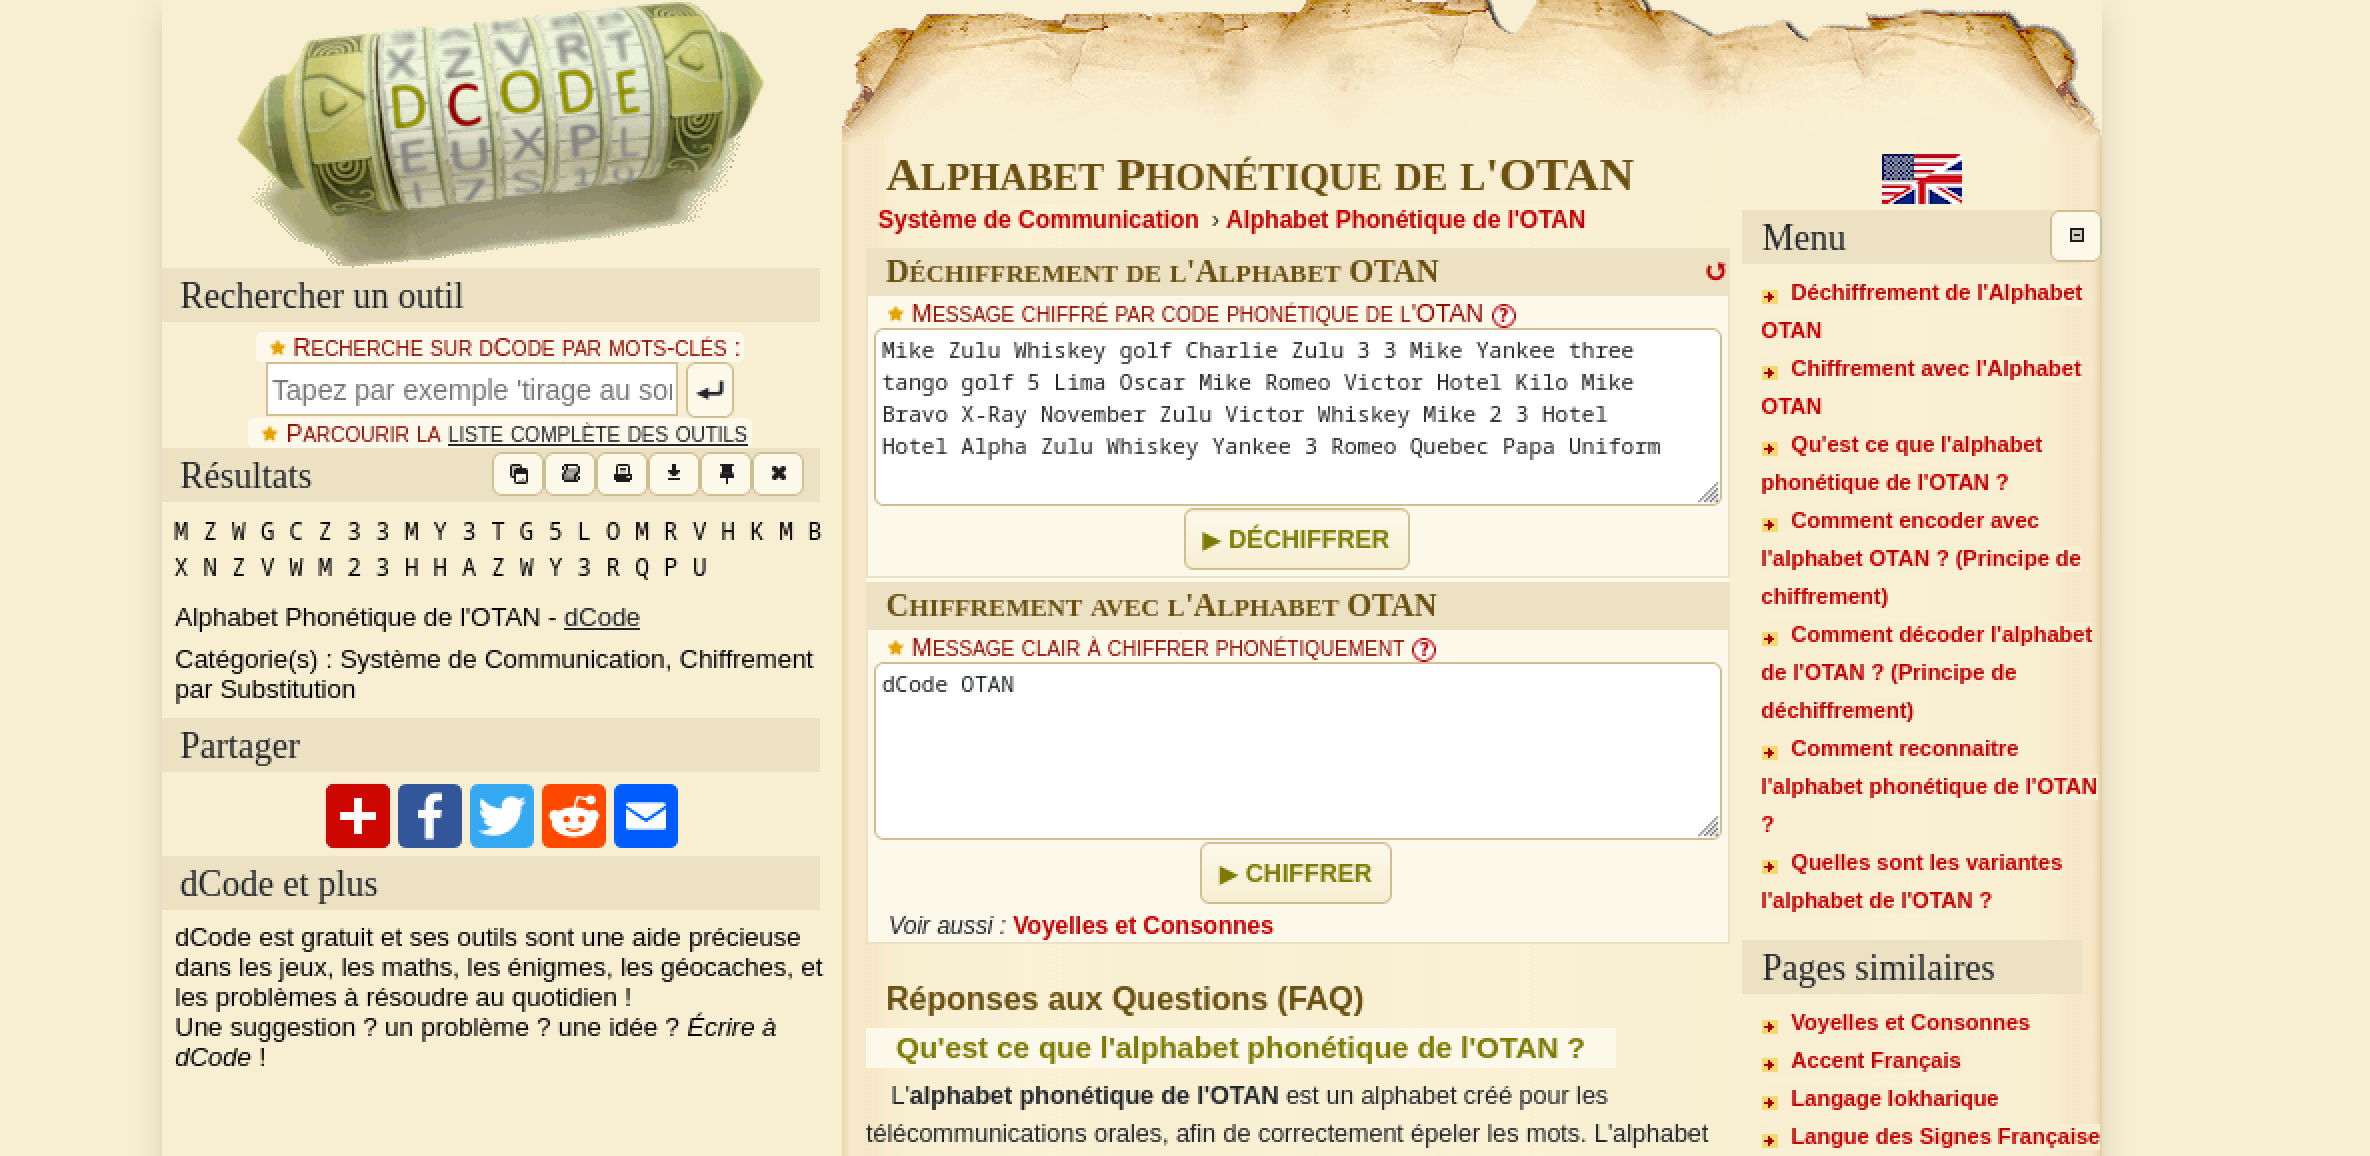 DCODE
Rechercher un outil
RECHERCHE SUR DCODE PAR MOTS-CLÉS :
Tapez par exemple 'tirage au sor
PARCOURIR LA LISTE COMPLÈTE DES OUTILS
Résultats
M Z W G C Z 3 3 M Y 3 T G 5 L O M R V H K M B
X N Z V W M 2 3 H H A Z W Y 3 R Q P U
Alphabet Phonétique de l'OTAN - dCode
Catégorie(s) : Système de Communication, Chiffrement
par Substitution
Partager
dCode et plus
dCode est gratuit et ses outils sont une aide précieuse
dans les jeux, les maths, les énigmes, les géocaches, et
les problèmes à résoudre au quotidien !
Une suggestion ? un problème ? une idée ? Écrire à
dCode !
ALPHABET PHONÉTIQUE DE L'OTAN
Système de Communication › Alphabet Phonétique de l'OTAN
DÉCHIFFREMENT DE L'ALPHABET OTAN
MESSAGE CHIFFRÉ PAR CODE PHONÉTIQUE DE L'OTAN ?
Mike Zulu Whiskey golf Charlie Zulu 3 3 Mike Yankee three
tango golf 5 Lima Oscar Mike Romeo Victor Hotel Kilo Mike
Bravo X-Ray November Zulu Victor Whiskey Mike 2 3 Hotel
Hotel Alpha Zulu Whiskey Yankee 3 Romeo Quebec Papa Uniform
▶ DÉCHIFFRER
CHIFFREMENT AVEC L'ALPHABET OTAN
MESSAGE CLAIR À CHIFFRER PHONÉTIQUEMENT ?
dCode OTAN
▶ CHIFFRER
Voir aussi : Voyelles et Consonnes
Réponses aux Questions (FAQ)
Qu'est ce que l'alphabet phonétique de l'OTAN ?
L'alphabet phonétique de l'OTAN est un alphabet créé pour les
télécommunications orales, afin de correctement épeler les mots. L'alphabet
Menu
Déchiffrement de l'Alphabet
OTAN
Chiffrement avec l'Alphabet
OTAN
Qu'est ce que l'alphabet
phonétique de l'OTAN ?
Comment encoder avec
l'alphabet OTAN ? (Principe de
chiffrement)
Comment décoder l'alphabet
de l'OTAN ? (Principe de
déchiffrement)
Comment reconnaitre
l'alphabet phonétique de l'OTAN
?
Quelles sont les variantes
l'alphabet de l'OTAN ?
Pages similaires
Voyelles et Consonnes
Accent Français
Langage lokharique
Langue des Signes Française